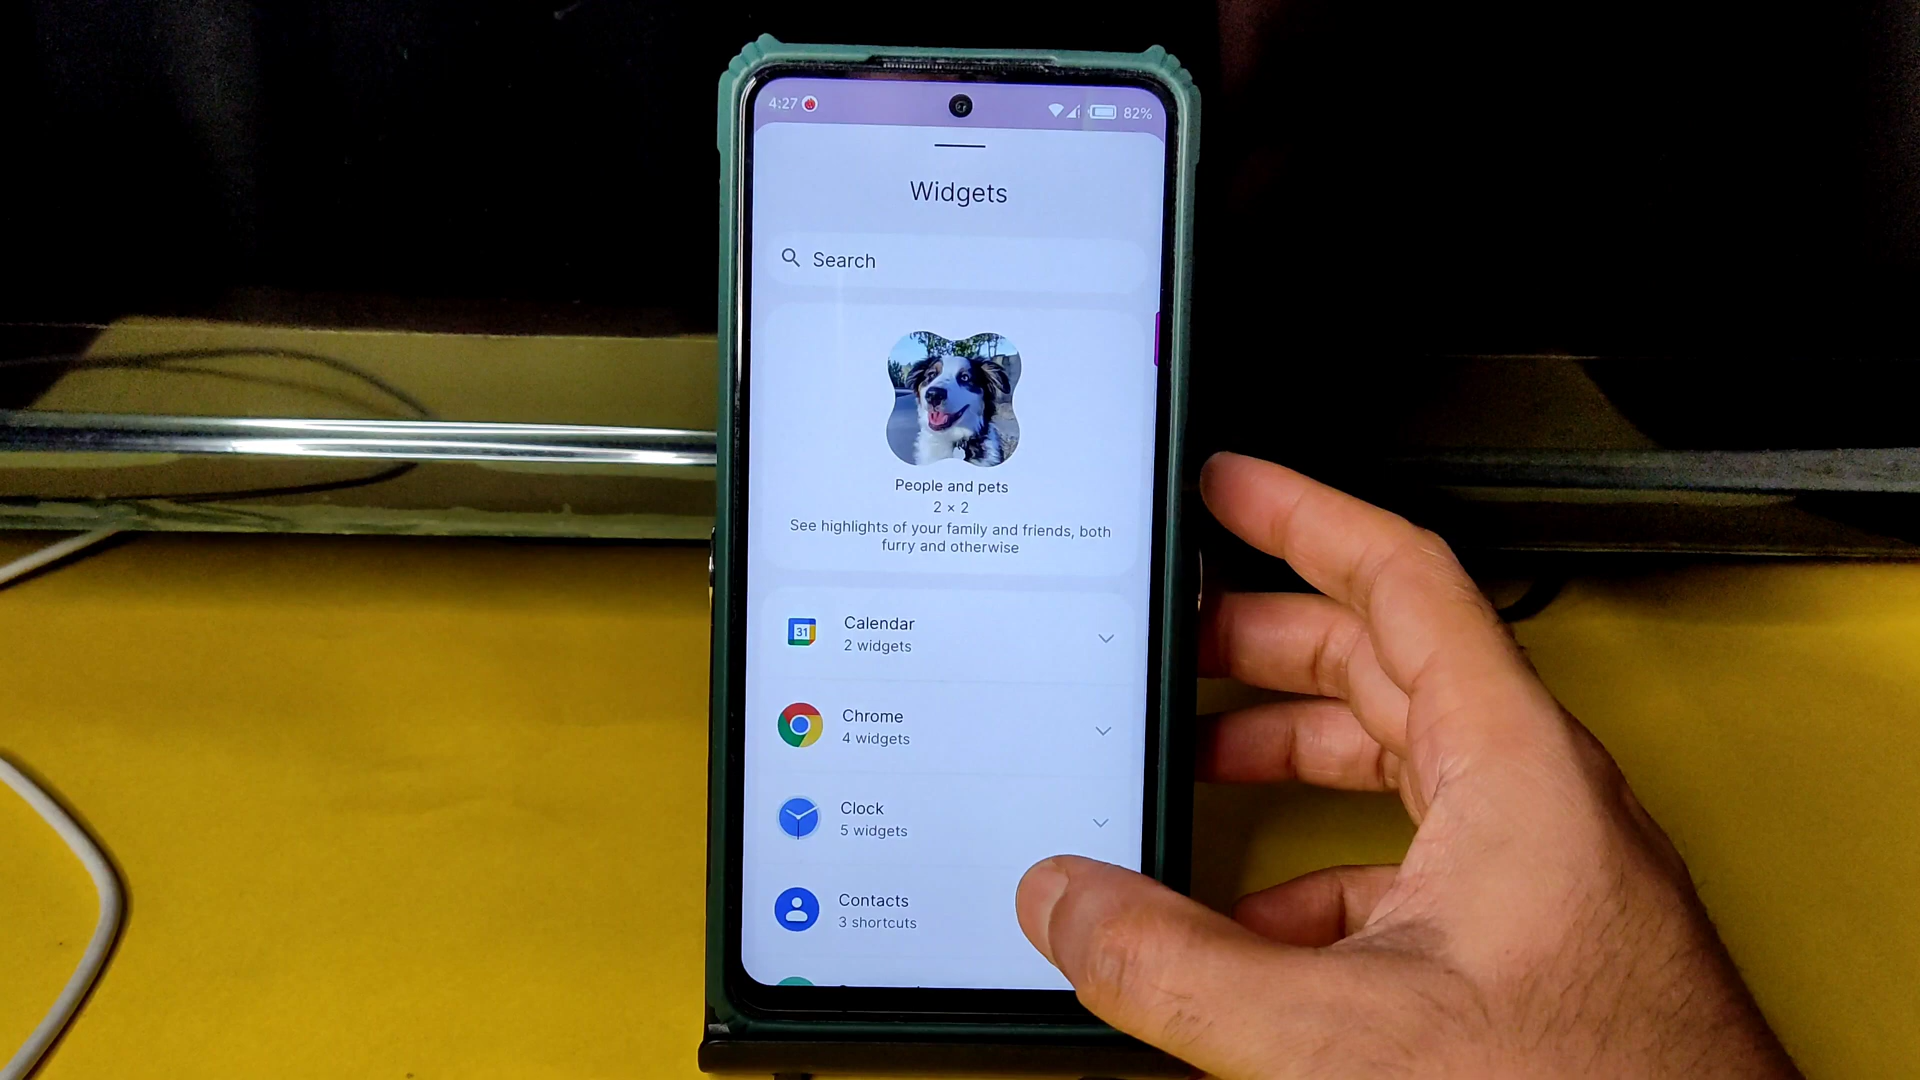 4:27
82%
Widgets
Search
People and pets
2 × 2
See highlights of your family and friends, both
furry and otherwise
31
Calendar
2 widgets
Chrome
4 widgets
Clock
5 widgets
Contacts
3 shortcuts